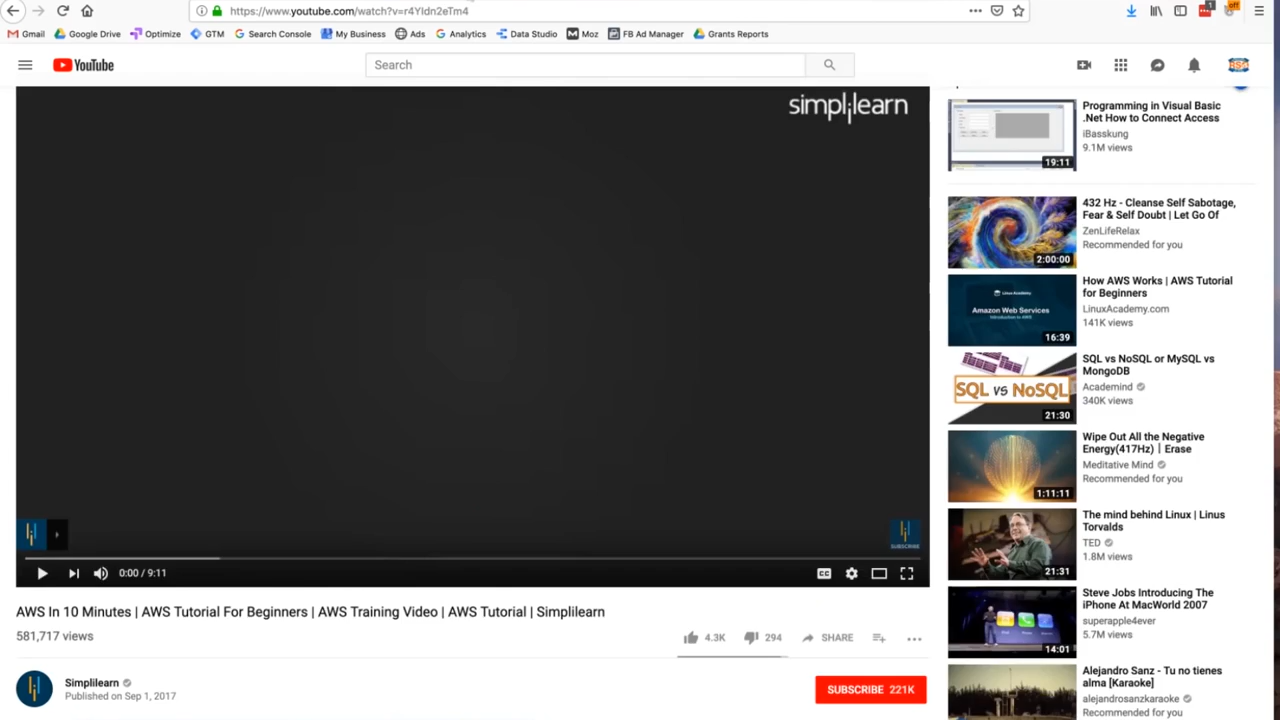 https://www.youtube.com/watch?v=r4YIdn2eTm4
1
off
Gmail
Google Drive
Optimize
GTM
Search Console
My Business
Ads
Analytics
Data Studio
Moz
FB Ad Manager
Grants Reports
YouTube
Search
simplilearn
SUBSCRIBE
0:00 / 9:11
CC
AWS In 10 Minutes | AWS Tutorial For Beginners | AWS Training Video | AWS Tutorial | Simplilearn
581,717 views
4.3K
294
SHARE
Simplilearn
Published on Sep 1, 2017
SUBSCRIBE 221K
19:11
Programming in Visual Basic
.Net How to Connect Access
iBasskung
9.1M views
2:00:00
432 Hz - Cleanse Self Sabotage,
Fear & Self Doubt | Let Go Of
ZenLifeRelax
Recommended for you
Linux Academy
Amazon Web Services
16:39
How AWS Works | AWS Tutorial
for Beginners
LinuxAcademy.com
141K views
SQL vs NoSQL
21:30
SQL vs NoSQL or MySQL vs
MongoDB
Academind
340K views
1:11:11
Wipe Out All the Negative
Energy(417Hz) | Erase
Meditative Mind
Recommended for you
21:31
The mind behind Linux | Linus
Torvalds
TED
1.8M views
14:01
Steve Jobs Introducing The
iPhone At MacWorld 2007
superapple4ever
5.7M views
Alejandro Sanz - Tu no tienes
alma [Karaoke]
alejandrosanzkaraoke
Recommended for you